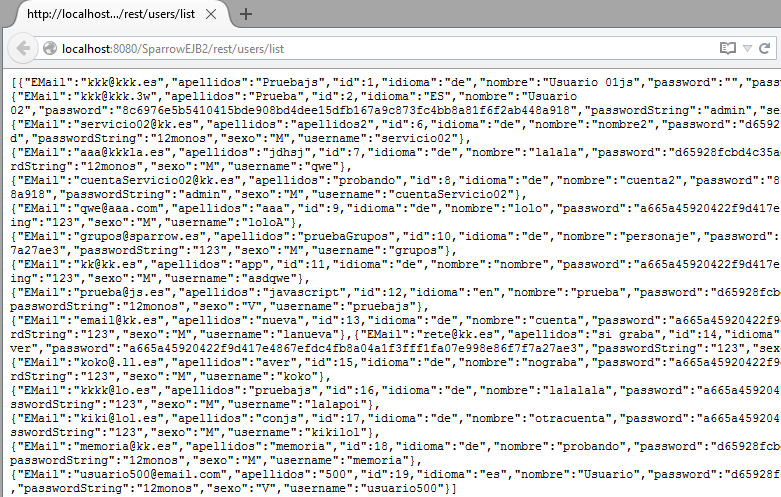 http://localhost.../rest/users/list
localhost:8080/SparrowEJB2/rest/users/list
[{"EMail":"kkk@kkk.es","apellidos":"Pruebajs","id":1,"idioma":"de","nombre":"Usuario 01js","password":"","passw
{"EMail":"kkk@kkk.3w","apellidos":"Prueba","id":2,"idioma":"ES","nombre":"Usuario
02","password":"8c6976e5b5410415bde908bd4dee15dfb167a9c873fc4bb8a81f6f2ab448a918","passwordString":"admin","sex
{"EMail":"servicio02@kk.es","apellidos":"apellidos2","id":6,"idioma":"de","nombre":"nombre2","password":"d65928
d","passwordString":"12monos","sexo":"M","username":"servicio02"},
{"EMail":"aaa@kkkla.es","apellidos":"jdhsj","id":7,"idioma":"de","nombre":"lalala","password":"d65928fcbd4c35ae
rdString":"12monos","sexo":"M","username":"qwe"},
{"EMail":"cuentaServicio02@kk.es","apellidos":"probando","id":8,"idioma":"de","nombre":"cuenta2","password":"8
8a918","passwordString":"admin","sexo":"M","username":"cuentaServicio02"},
{"EMail":"qwe@aaa.com","apellidos":"aaa","id":9,"idioma":"de","nombre":"lolo","password":"a665a45920422f9d417e
ing":"123","sexo":"M","username":"loloA"},
{"EMail":"grupos@sparrow.es","apellidos":"pruebaGrupos","id":10,"idioma":"de","nombre":"personaje","password":
7a27ae3","passwordString":"123","sexo":"M","username":"grupos"},
{"EMail":"kk@kk.es","apellidos":"app","id":11,"idioma":"de","nombre":"nombre","password":"a665a45920422f9d417e
ing":"123","sexo":"M","username":"asdqwe"},
{"EMail":"prueba@js.es","apellidos":"javascript","id":12,"idioma":"en","nombre":"prueba","password":"d65928fcbd
passwordString":"12monos","sexo":"V","username":"pruebajs"},
{"EMail":"email@kk.es","apellidos":"nueva","id":13,"idioma":"de","nombre":"cuenta","password":"a665a45920422f9d
rdString":"123","sexo":"M","username":"lanueva"},{"EMail":"rete@kk.es","apellidos":"si graba","id":14,"idioma"
ver","password":"a665a45920422f9d417e4867efdc4fb8a04a1f3fff1fa07e998e86f7f7a27ae3","passwordString":"123","sexo
{"EMail":"koko@.ll.es","apellidos":"aver","id":15,"idioma":"de","nombre":"nograba","password":"a665a45920422f9d
rdString":"123","sexo":"M","username":"koko"},
{"EMail":"kkkk@lo.es","apellidos":"pruebajs","id":16,"idioma":"de","nombre":"lalalala","password":"a665a459204
sswordString":"123","sexo":"M","username":"lalapoi"},
{"EMail":"kiki@lol.es","apellidos":"conjs","id":17,"idioma":"de","nombre":"otracuenta","password":"a665a459204
sswordString":"123","sexo":"M","username":"kikilol"},
{"EMail":"memoria@kk.es","apellidos":"memoria","id":18,"idioma":"de","nombre":"probando","password":"d65928fcbd
passwordString":"12monos","sexo":"M","username":"memoria"},
{"EMail":"usuario500@email.com","apellidos":"500","id":19,"idioma":"es","nombre":"Usuario","password":"d65928f
,"passwordString":"12monos","sexo":"V","username":"usuario500"}]